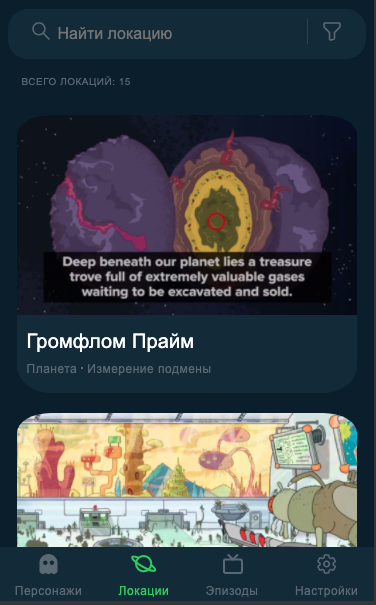 Найти локацию
ВСЕГО ЛОКАЦИЙ: 15
Deep beneath our planet lies a treasure
trove full of extremely valuable gases
waiting to be excavated and sold.
Громфлом Прайм
Планета · Измерение подмены
Персонажи Локации Эпизоды Настройки